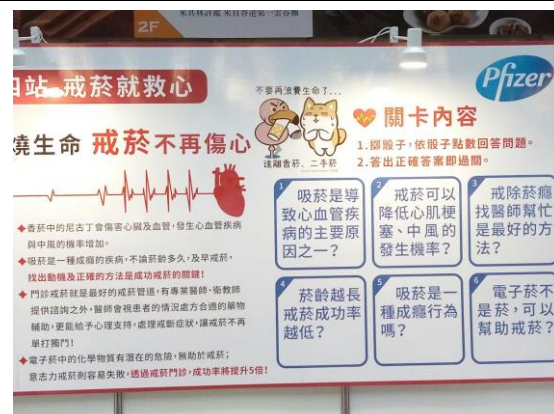 2F
四站 戒菸就救心
燒生命 戒菸不再傷心
◆香菸中的尼古丁會傷害心臟及血管,發生心血管疾病
與中風的機率增加。
◆吸菸是一種成癮的疾病,不論菸齡多久,及早戒菸,
找出動機及正確的方法是成功戒菸的關鍵!
◆門診戒菸就是最好的戒菸管道,有專業醫師、衛教師
提供諮詢之外,醫師會視患者的情況處方合適的藥物
輔助,更能給予心理支持,處理戒斷症狀,讓戒菸不再
單打獨鬥!
◆電子菸中的化學物質有潛在的危險,無助於戒菸;
意志力戒菸則容易失敗,透過戒菸門診,成功率將提升5倍!
不要再浪費生命了...
遠離香菸、二手菸
Pfizer
關卡內容
1.擲骰子,依骰子點數回答問題。
2.答出正確答案即過關。
1
吸菸是導
致心血管疾
病的主要原
因之一?
2
戒菸可以
降低心肌梗
塞、中風的
發生機率?
3
戒除菸癮
找醫師幫忙
是最好的方
法?
4
菸齡越長
戒菸成功率
越低?
5
吸菸是一
種成癮行為
嗎?
6
電子菸不
是菸,可以
幫助戒菸?